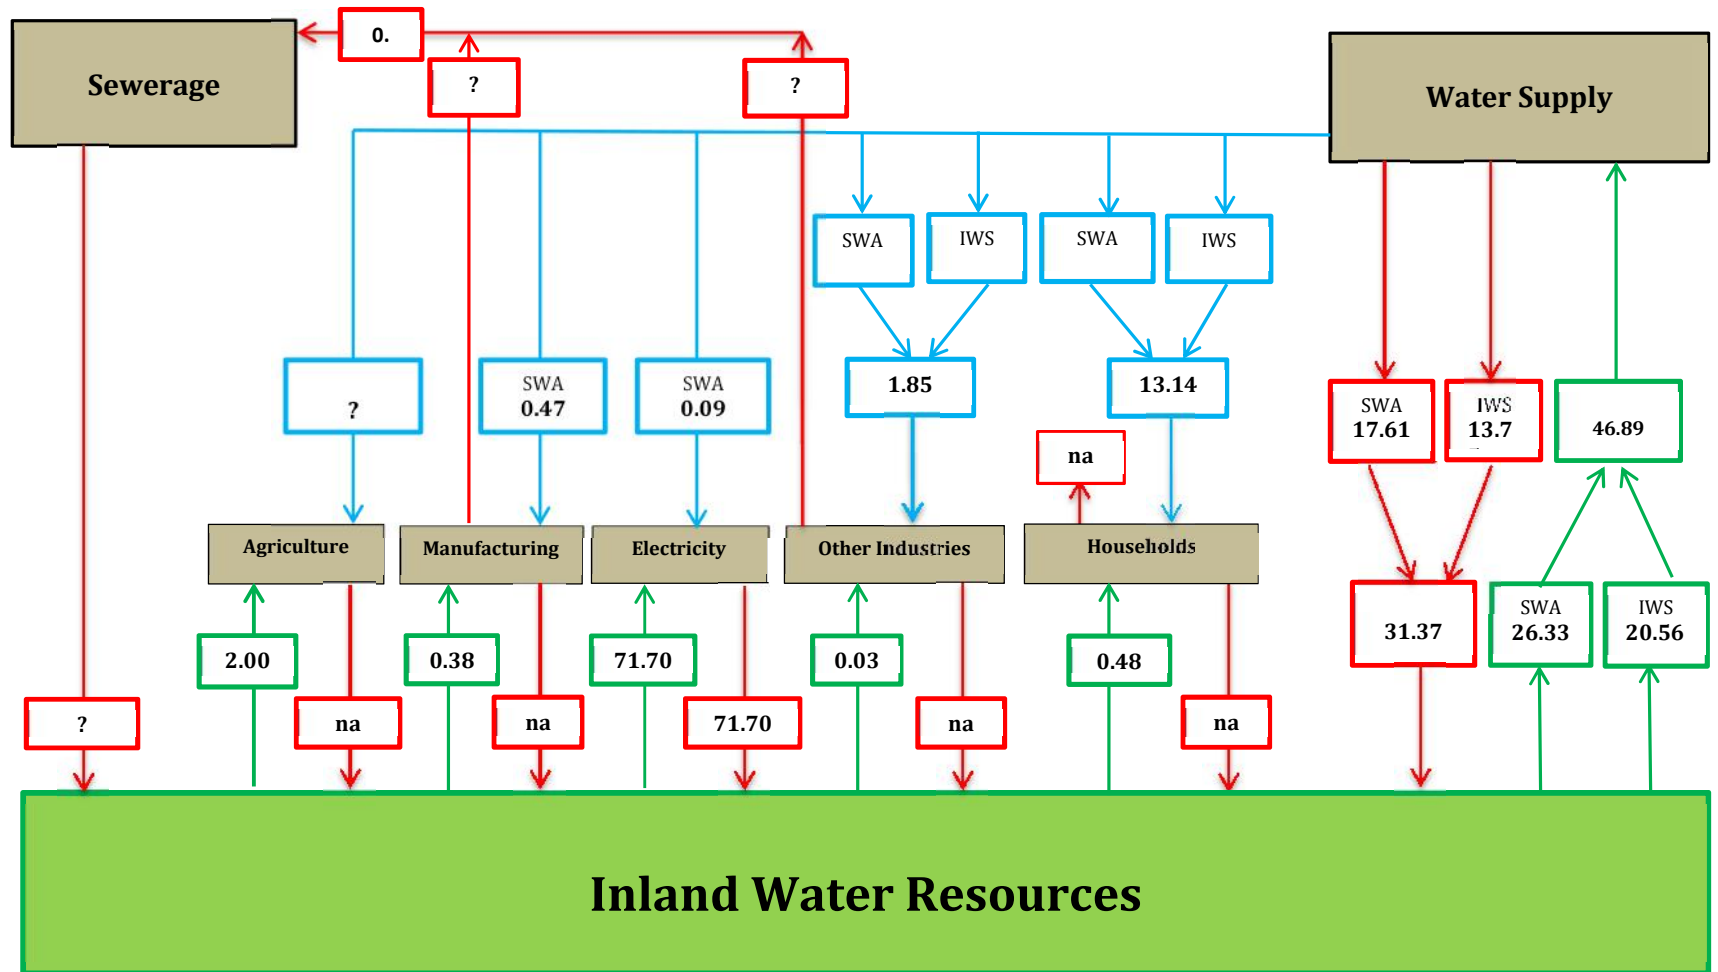 0.
Sewerage
?
?
Water Supply
SWA
IWS
SWA
IWS
?
SWA
0.47
SWA
0.09
1.85
13.14
SWA
17.61
IWS
13.7
46.89
na
Agriculture
Manufacturing
Electricity
Other Industries
Households
2.00
0.38
71.70
0.03
0.48
31.37
SWA
26.33
IWS
20.56
?
na
na
71.70
na
na
Inland Water Resources